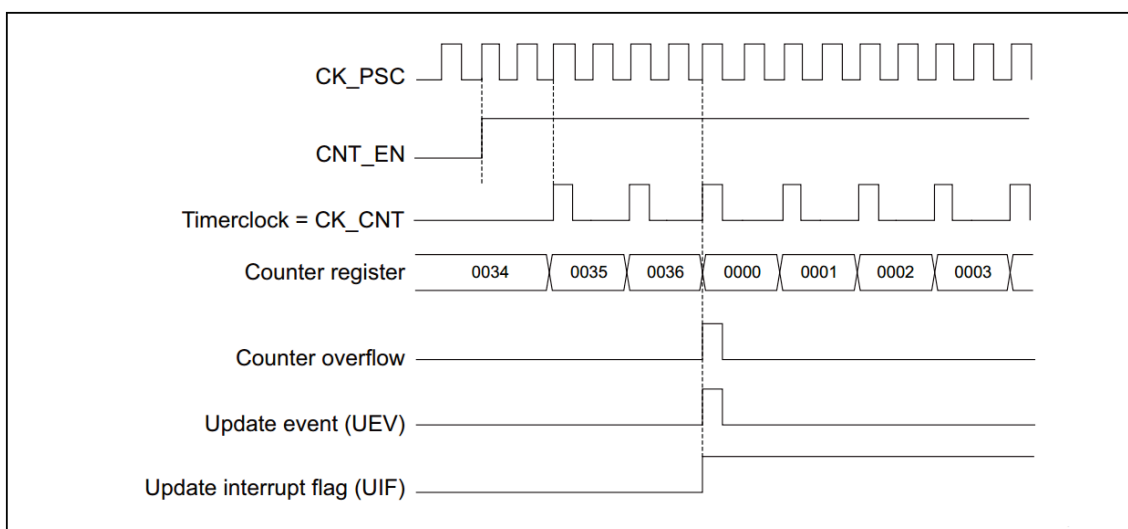 CK_PSC
CNT_EN
Timerclock = CK_CNT
Counter register 0034 0035 0036 0000 0001 0002 0003
Counter overflow
Update event (UEV)
Update interrupt flag (UIF)